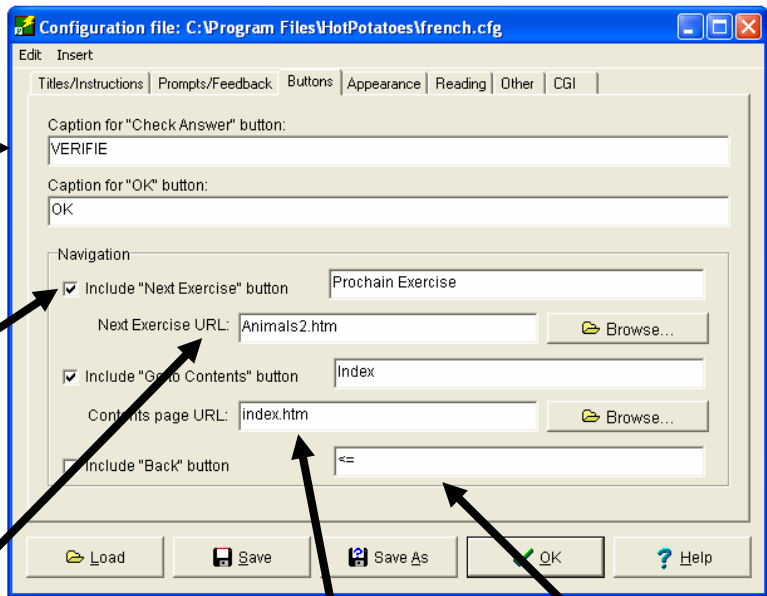 Configuration file: C:\Program Files\HotPotatoes\french.cfg
Edit Insert
Titles/Instructions Prompts/Feedback Buttons Appearance Reading Other CGI
Caption for "Check Answer" button:
VERIFIE
Caption for "OK" button:
OK
Navigation
Include "Next Exercise" button Prochain Exercise
Next Exercise URL: Animals2.htm Browse...
Include "Go to Contents" button Index
Contents page URL: index.htm Browse...
Include "Back" button <=
Load Save Save As OK Help